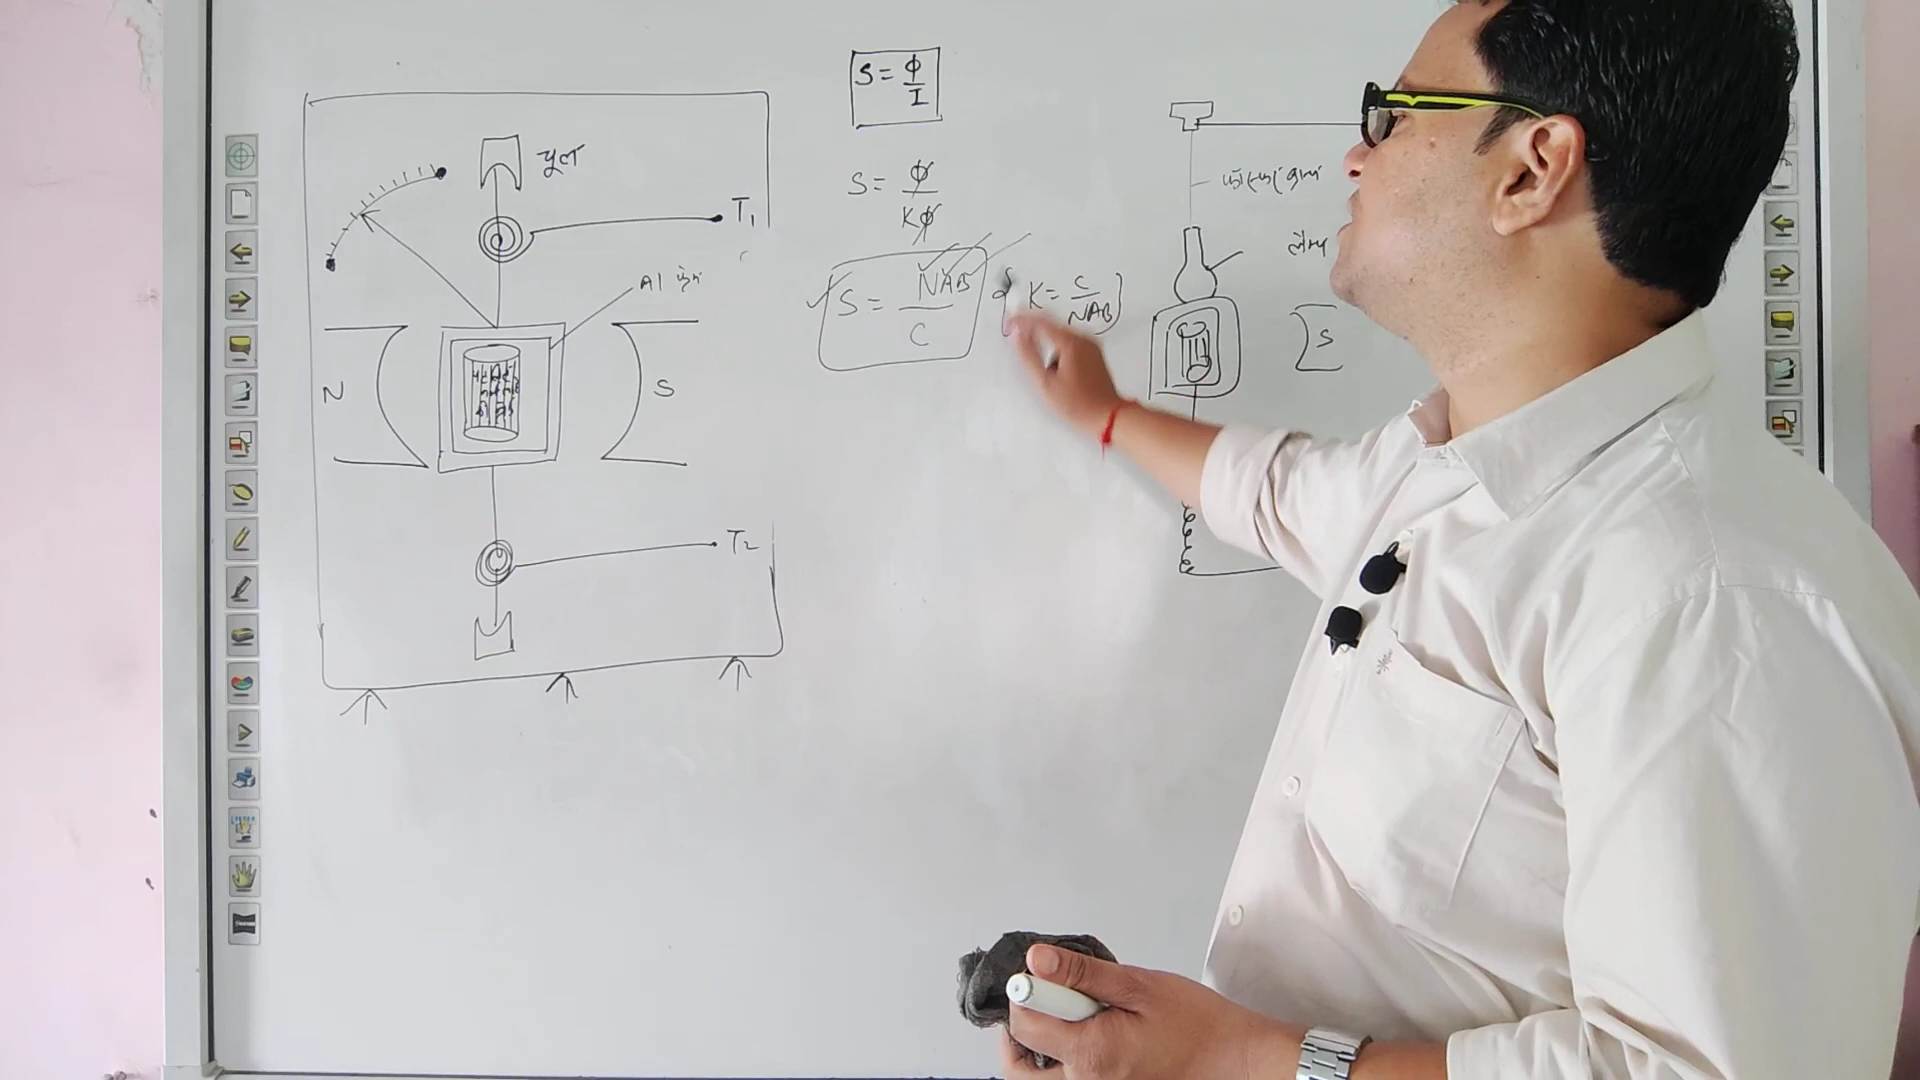 चूल
T₁
Al फ्रेम
N
S
T₂
S = Φ/I
S = Φ/KΦ
S = NAB/C { K = C/NAB }
S